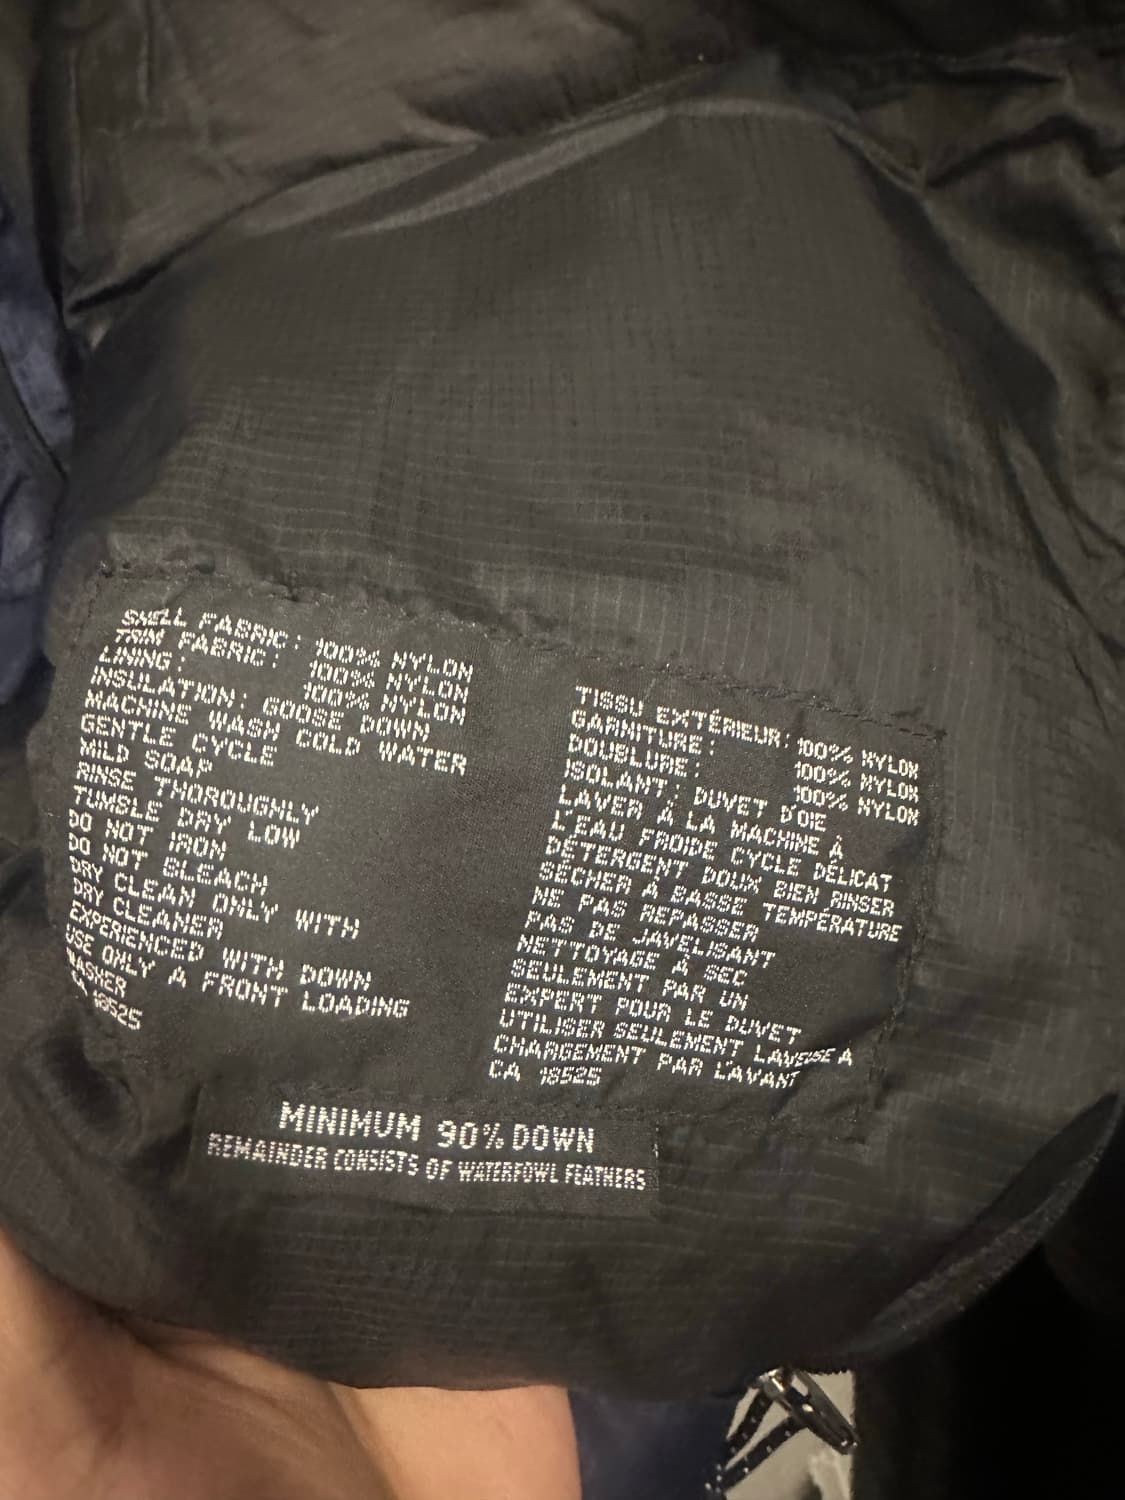 SHELL FABRIC: 100% NYLON
TRIM FABRIC: 100% NYLON
LINING: 100% NYLON
INSULATION: GOOSE DOWN
MACHINE WASH COLD WATER
GENTLE CYCLE
MILD SOAP
RINSE THOROUGHLY
TUMBLE DRY LOW
DO NOT IRON
DO NOT BLEACH
DRY CLEAN ONLY WITH
DRY CLEANER
EXPERIENCED WITH DOWN
USE ONLY A FRONT LOADING
WASHER
CA 18525
TISSU EXTÉRIEUR: 100% NYLON
GARNITURE: 100% NYLON
DOUBLURE: 100% NYLON
ISOLANT: DUVET D'OIE
LAVER À LA MACHINE À
L'EAU FROIDE CYCLE DÉLICAT
DÉTERGENT DOUX BIEN RINSER
SÉCHER À BASSE TEMPÉRATURE
NE PAS REPASSER
PAS DE JAVELISANT
NETTOYAGE À SEC
SEULEMENT PAR UN
EXPERT POUR LE DUVET
UTILISER SEULEMENT LAVEUSE A
CHARGEMENT PAR L'AVANT
CA 18525
MINIMUM 90% DOWN
REMAINDER CONSISTS OF WATERFOWL FEATHERS